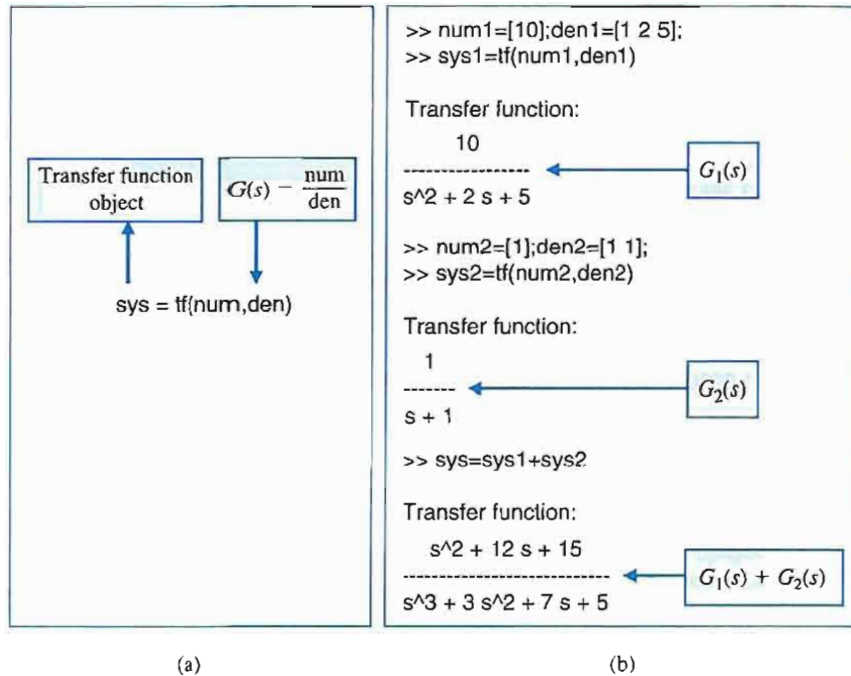 Transfer function
object
G(s) = num
den
sys = tf(num,den)
(a)
>> num1=[10];den1=[1 2 5];
>> sys1=tf(num1,den1)
Transfer function:
10
------------------
s^2 + 2 s + 5
G1(s)
>> num2=[1];den2=[1 1];
>> sys2=tf(num2,den2)
Transfer function:
1
-------
s + 1
G2(s)
>> sys=sys1+sys2
Transfer function:
s^2 + 12 s + 15
-----------------------------
s^3 + 3 s^2 + 7 s + 5
G1(s) + G2(s)
(b)